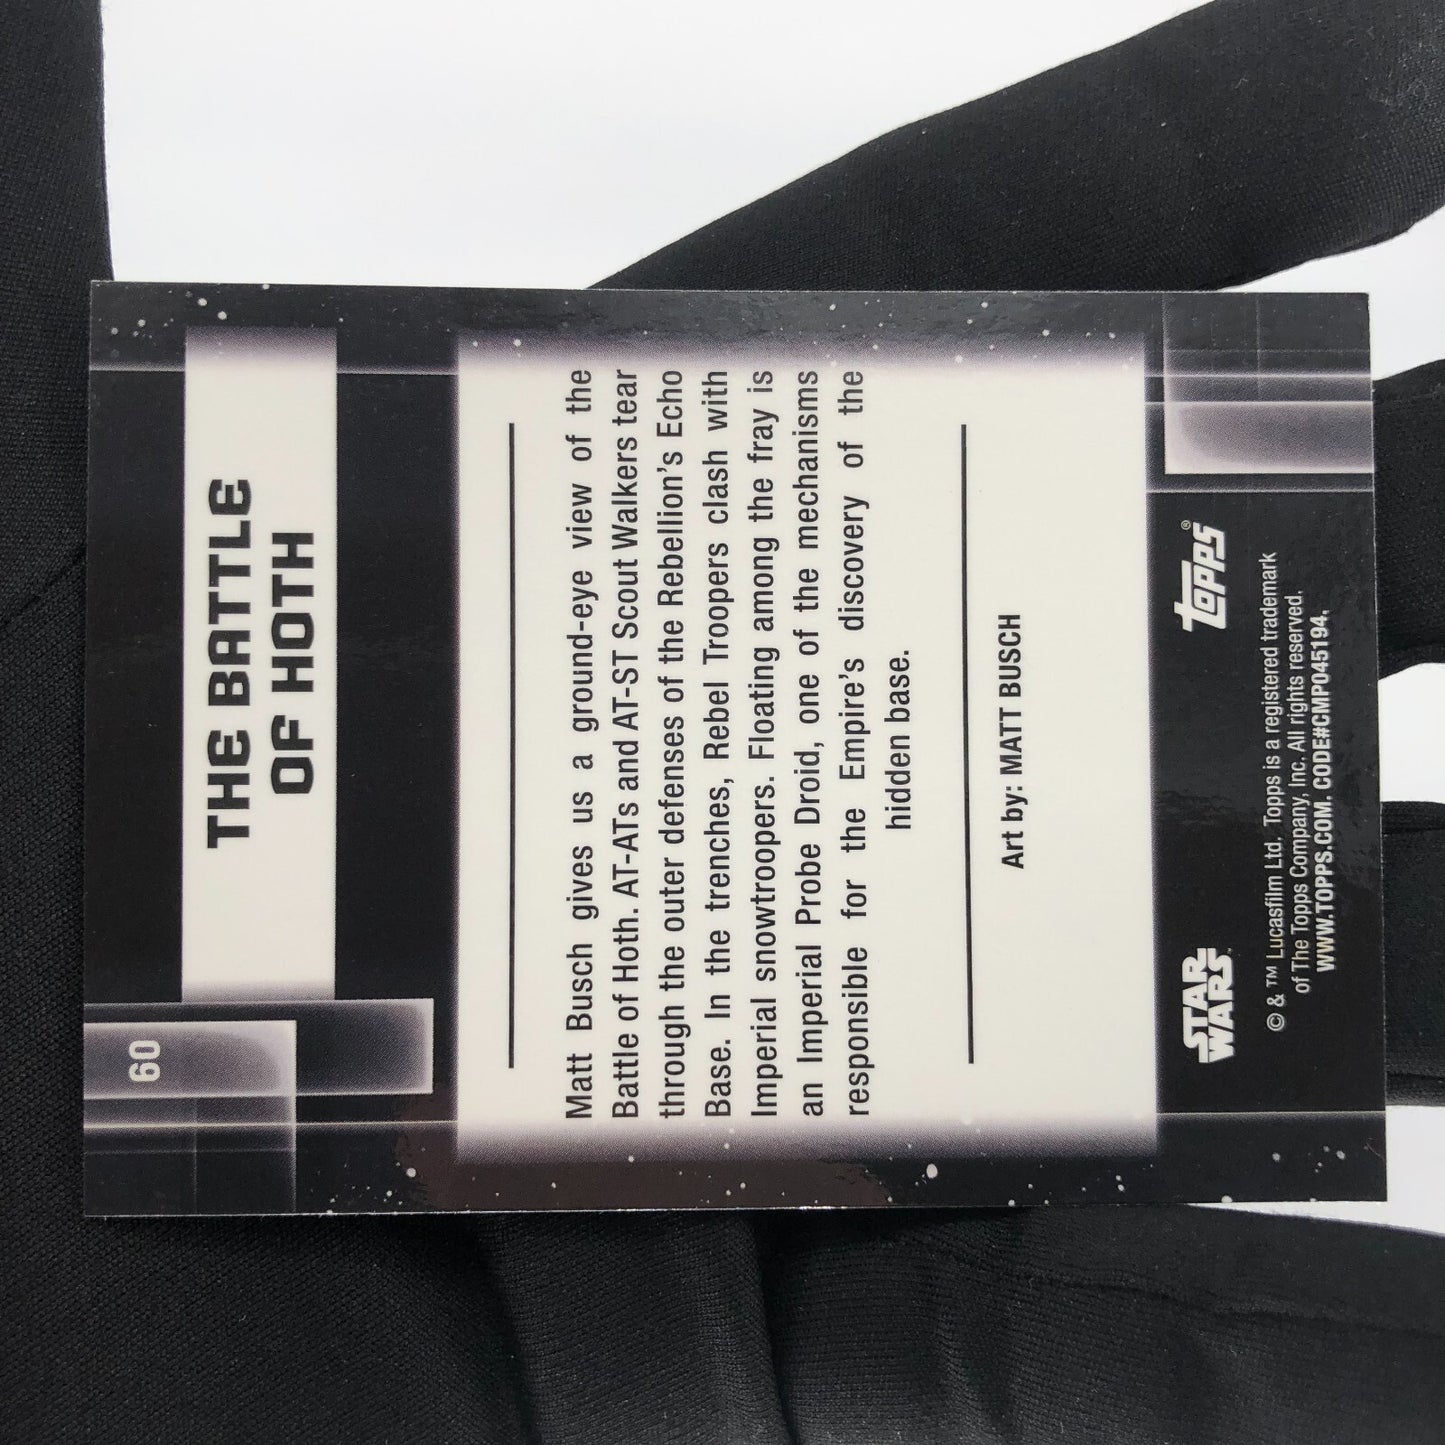 60
THE BATTLE
OF HOTH
Matt Busch gives us a ground-eye view of the
Battle of Hoth. AT-ATs and AT-ST Scout Walkers tear
through the outer defenses of the Rebellion's Echo
Base. In the trenches, Rebel Troopers clash with
Imperial snowtroopers. Floating among the fray is
an Imperial Probe Droid, one of the mechanisms
responsible for the Empire's discovery of the
hidden base.
Art by: MATT BUSCH
STAR
WARS™
topps®
© & ™ Lucasfilm Ltd. Topps is a registered trademark
of The Topps Company, Inc. All rights reserved.
WWW.TOPPS.COM. CODE#CMP045194.